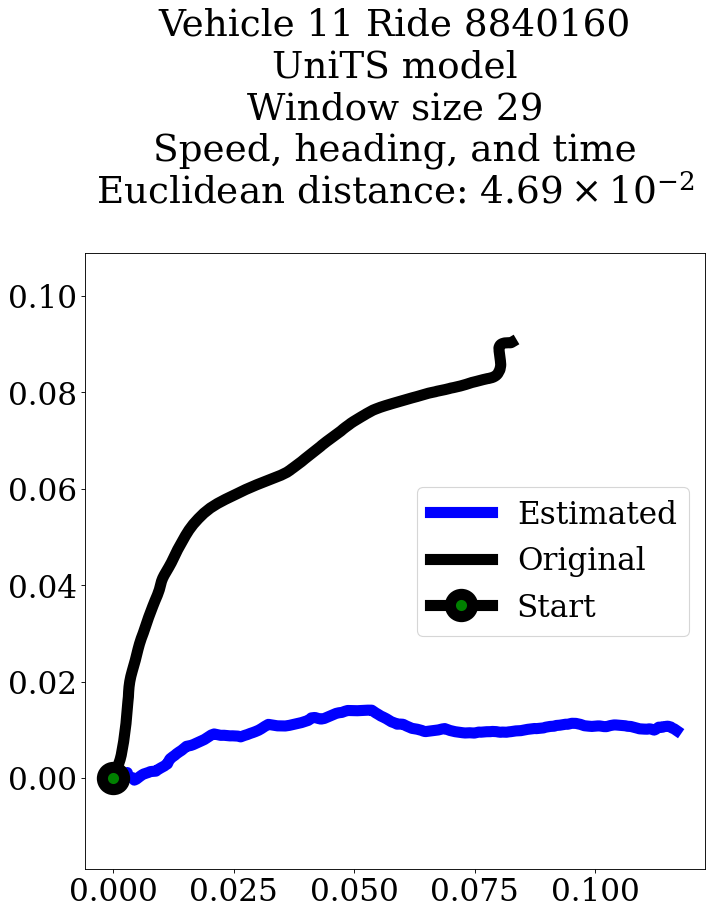 Vehicle 11 Ride 8840160
UniTS model
Window size 29
Speed, heading, and time
Euclidean distance: 4.69 × 10⁻²
0.10
0.08
0.06
0.04
0.02
0.00
Estimated
Original
Start
0.000 0.025 0.050 0.075 0.100